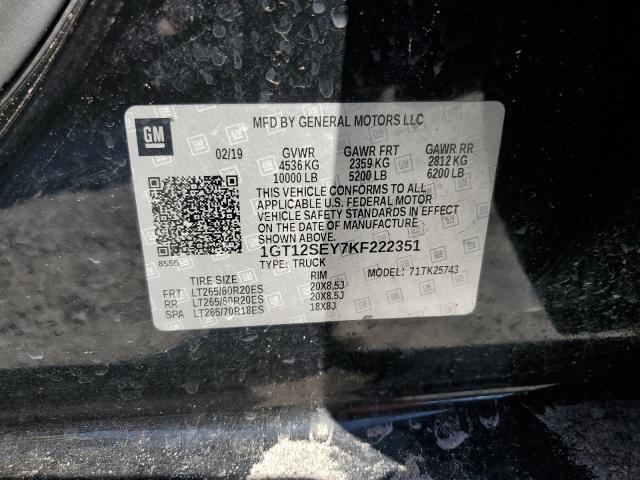 GM
MFD BY GENERAL MOTORS LLC
02/19 GVWR GAWR FRT GAWR RR
4536 KG 2359 KG 2812 KG
10000 LB 5200 LB 6200 LB
THIS VEHICLE CONFORMS TO ALL
APPLICABLE U.S. FEDERAL MOTOR
VEHICLE SAFETY STANDARDS IN EFFECT
ON THE DATE OF MANUFACTURE SHOWN ABOVE.
8555
1GT12SEY7KF222351
TYPE: TRUCK MODEL: 71TK25743
TIRE SIZE RIM
FRT LT265/60R20ES 20X8.5J
RR LT265/60R20ES 20X8.5J
SPA LT265/70R18ES 18X8J